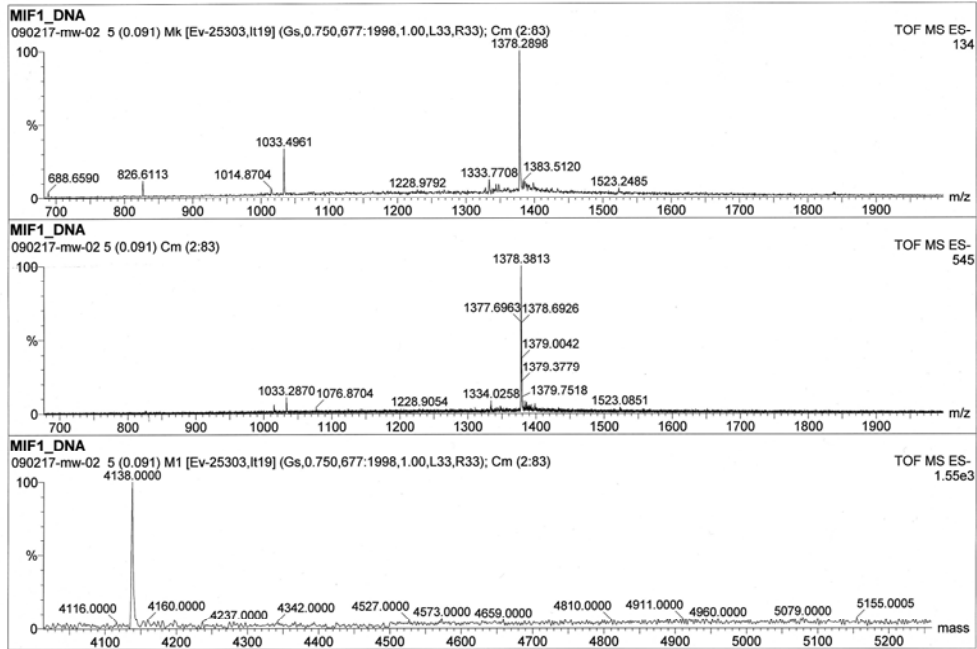 MIF1_DNA
090217-mw-02 5 (0.091) Mk [Ev-25303,It19] (Gs,0.750,677:1998,1.00,L33,R33); Cm (2:83)
TOF MS ES-
134
1378.2898
100
%
0
688.6590
826.6113
1014.8704
1033.4961
1228.9792
1333.7708
1383.5120
1523.2485
700 800 900 1000 1100 1200 1300 1400 1500 1600 1700 1800 1900
m/z
MIF1_DNA
090217-mw-02 5 (0.091) Cm (2:83)
TOF MS ES-
545
1378.3813
100
%
0
1377.6963
1378.6926
1379.0042
1379.3779
1033.2870
1076.8704
1228.9054
1334.0258
1379.7518
1523.0851
700 800 900 1000 1100 1200 1300 1400 1500 1600 1700 1800 1900
m/z
MIF1_DNA
090217-mw-02 5 (0.091) M1 [Ev-25303,It19] (Gs,0.750,677:1998,1.00,L33,R33); Cm (2:83)
TOF MS ES-
1.55e3
4138.0000
100
%
0
4116.0000
4160.0000
4237.0000
4342.0000
4527.0000
4573.0000
4659.0000
4810.0000
4911.0000
4960.0000
5079.0000
5155.0005
4100 4200 4300 4400 4500 4600 4700 4800 4900 5000 5100 5200
mass